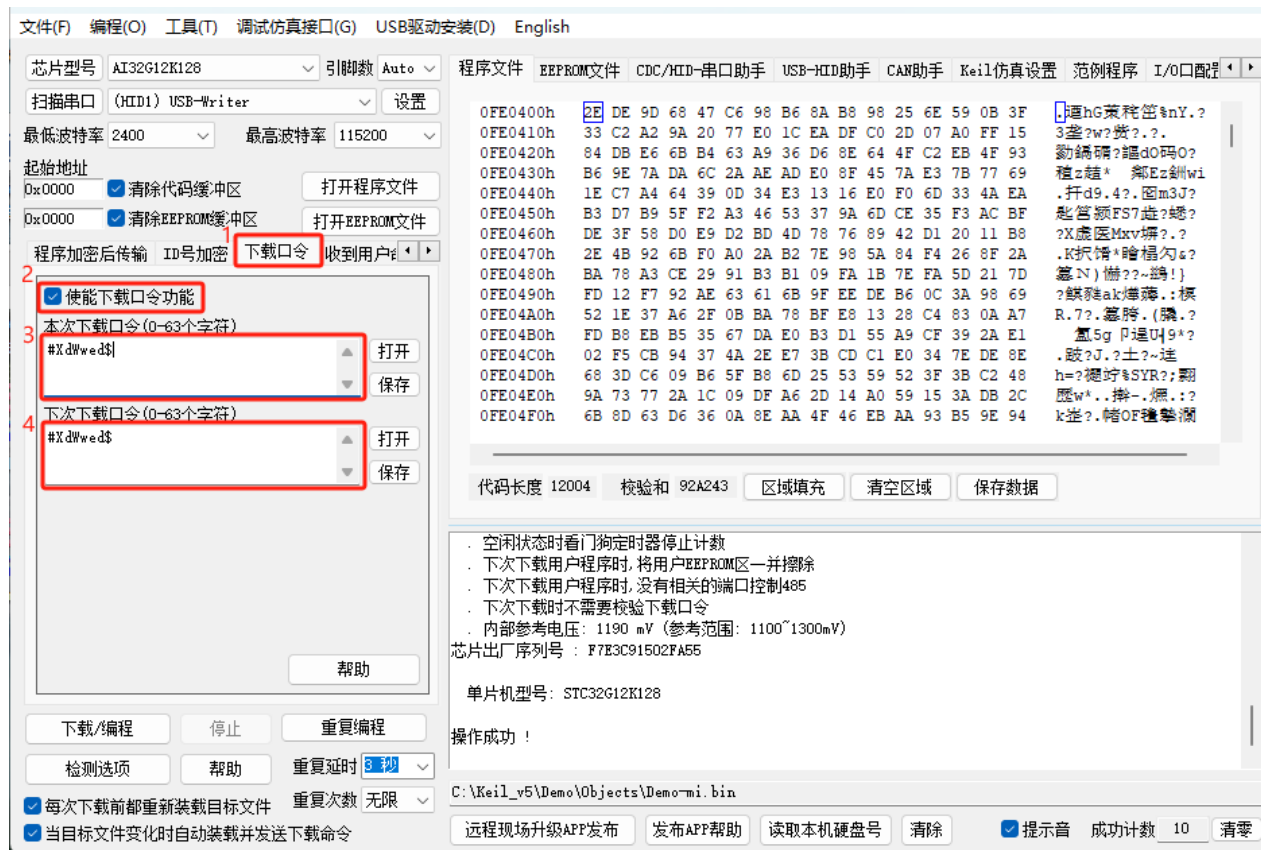 文件(F) 编程(O) 工具(T) 调试仿真接口(G) USB驱动安装(D) English
芯片型号 AI32G12K128 引脚数 Auto
扫描串口 (HID1) USB-Writer 设置
最低波特率 2400 最高波特率 115200
起始地址
0x0000 清除代码缓冲区 打开程序文件
0x0000 清除EEPROM缓冲区 打开EEPROM文件
1
程序加密后传输 ID号加密 下载口令 收到用户
2
使能下载口令功能
本次下载口令(0-63个字符)
3
#XdWwed$
打开
保存
下次下载口令(0-63个字符)
4
#XdWwed$
打开
保存
帮助
下载/编程 停止 重复编程
检测选项 帮助 重复延时 3 秒
每次下载前都重新装载目标文件 重复次数 无限
当目标文件变化时自动装载并发送下载命令
程序文件 EEPROM文件 CDC/HID-串口助手 USB-HID助手 CAN助手 Keil仿真设置 范例程序 I/O口配
0FE0400h 2E DE 9D 68 47 C6 98 B6 8A B8 98 25 6E 59 0B 3F
0FE0410h 33 C2 A2 9A 20 77 E0 1C EA DF C0 2D 07 A0 FF 15
0FE0420h 84 DB E6 6B B4 63 A9 36 D6 8E 64 4F C2 EB 4F 93
0FE0430h B6 9E 7A DA 6C 2A AE AD E0 8F 45 7A E3 7B 77 69
0FE0440h 1E C7 A4 64 39 0D 34 E3 13 16 E0 F0 6D 33 4A EA
0FE0450h B3 D7 B9 5F F2 A3 46 53 37 9A 6D CE 35 F3 AC BF
0FE0460h DE 3F 58 D0 E9 D2 BD 4D 78 76 89 42 D1 20 11 B8
0FE0470h 2E 4B 92 6B F0 A0 2A B2 7E 98 5A 84 F4 26 8F 2A
0FE0480h BA 78 A3 CE 29 91 B3 B1 09 FA 1B 7E FA 5D 21 7D
0FE0490h FD 12 F7 92 AE 63 61 6B 9F EE DE B6 0C 3A 98 69
0FE04A0h 52 1E 37 A6 2F 0B BA 78 BF E8 13 28 C4 83 0A A7
0FE04B0h FD B8 EB B5 35 67 DA E0 B3 D1 55 A9 CF 39 2A E1
0FE04C0h 02 F5 CB 94 37 4A 2E E7 3B CD C1 E0 34 7E DE 8E
0FE04D0h 68 3D C6 09 B6 5F B8 6D 25 53 59 52 3F 3B C2 48
0FE04E0h 9A 73 77 2A 1C 09 DF A6 2D 14 A0 59 15 3A DB 2C
0FE04F0h 6B 8D 63 D6 36 0A 8E AA 4F 46 EB AA 93 B5 9E 94
代码长度 12004 校验和 92A243 区域填充 清空区域 保存数据
. 空闲状态时看门狗定时器停止计数
. 下次下载用户程序时,将用户EEPROM区一并擦除
. 下次下载用户程序时,没有相关的端口控制485
. 下次下载时不需要校验下载口令
. 内部参考电压: 1190 mV (参考范围: 1100~1300mV)
芯片出厂序列号 : F7E3C91502FA55
单片机型号: STC32G12K128
操作成功 !
C:\Keil_v5\Demo\Objects\Demo-mi.bin
远程现场升级APP发布 发布APP帮助 读取本机硬盘号 清除 提示音 成功计数 10 清零